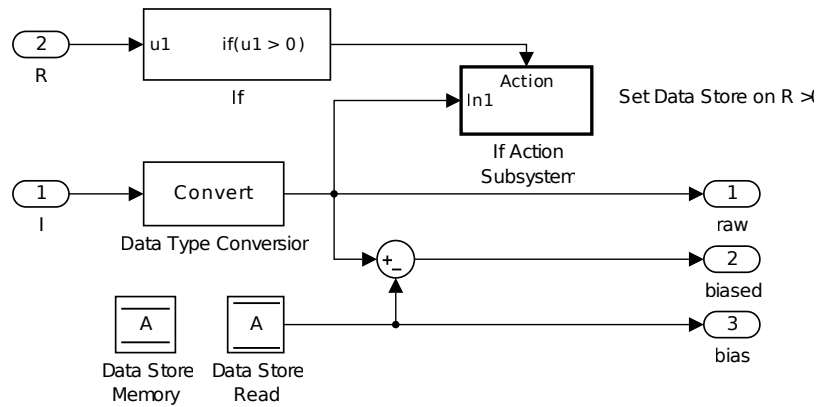 2
R
u1
if(u1 > 0)
If
Action
In1
If Action
Subsystem
Set Data Store on R >0
1
I
Convert
Data Type Conversion
1
raw
+
−
2
biased
A
Data Store
Memory
A
Data Store
Read
3
bias